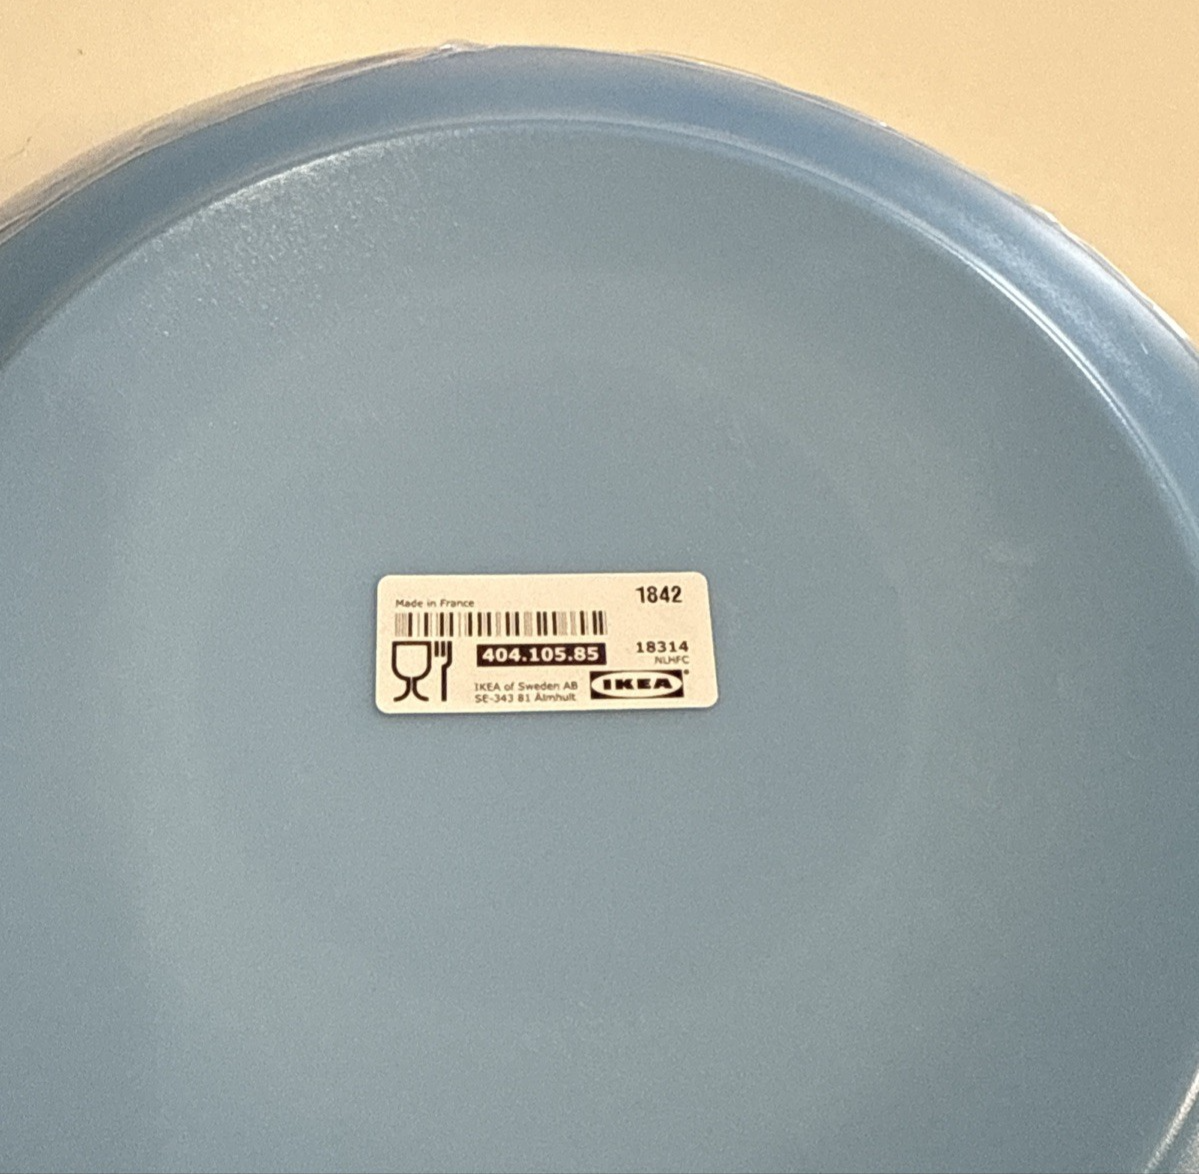 Made in France
1842
404.105.85
18314
NLHFC
IKEA of Sweden AB
SE-343 81 Älmhult
IKEA®